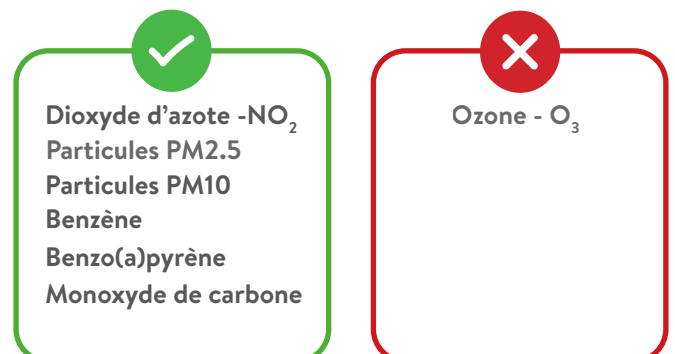 Dioxyde d'azote -NO₂
Particules PM2.5
Particules PM10
Benzène
Benzo(a)pyrène
Monoxyde de carbone
Ozone - O₃